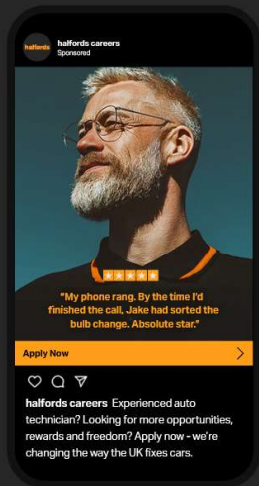 halfords
halfords careers
Sponsored
"My phone rang. By the time I'd
finished the call, Jake had sorted the
bulb change. Absolute star."
Apply Now
halfords careers Experienced auto
technician? Looking for more opportunities,
rewards and freedom? Apply now - we're
changing the way the UK fixes cars.